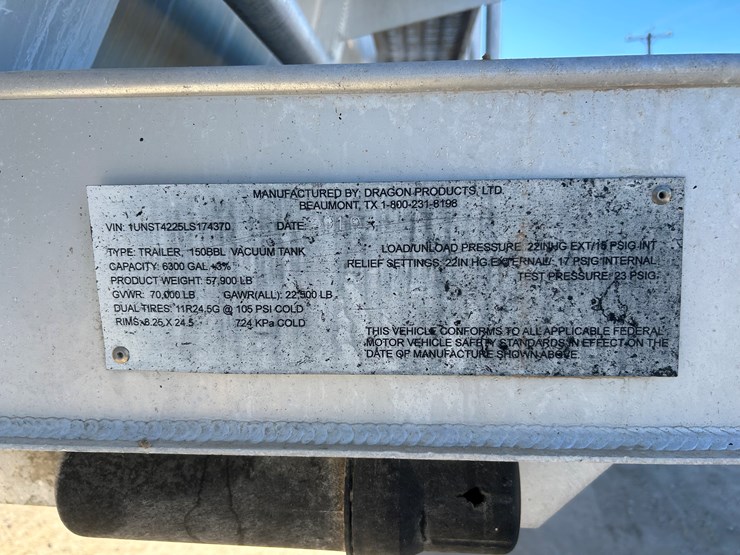 MANUFACTURED BY: DRAGON PRODUCTS, LTD.
BEAUMONT, TX 1-800-231-8198
VIN: 1UNST4225LS174370 DATE:
TYPE: TRAILER, 150BBL VACUUM TANK
CAPACITY: 6300 GAL +3%
PRODUCT WEIGHT: 57,900 LB
GVWR: 70,000 LB GAWR(ALL): 22,500 LB
DUAL TIRES: 11R24.5G @ 105 PSI COLD
RIMS: 8.25 X 24.5 724 KPa COLD
LOAD/UNLOAD PRESSURE: 22INHG EXT/15 PSIG INT
RELIEF SETTINGS: 22IN HG EXTERNAL / 17 PSIG INTERNAL
TEST PRESSURE: 23 PSIG
THIS VEHICLE CONFORMS TO ALL APPLICABLE FEDERAL
MOTOR VEHICLE SAFETY STANDARDS IN EFFECT ON THE
DATE OF MANUFACTURE SHOWN ABOVE